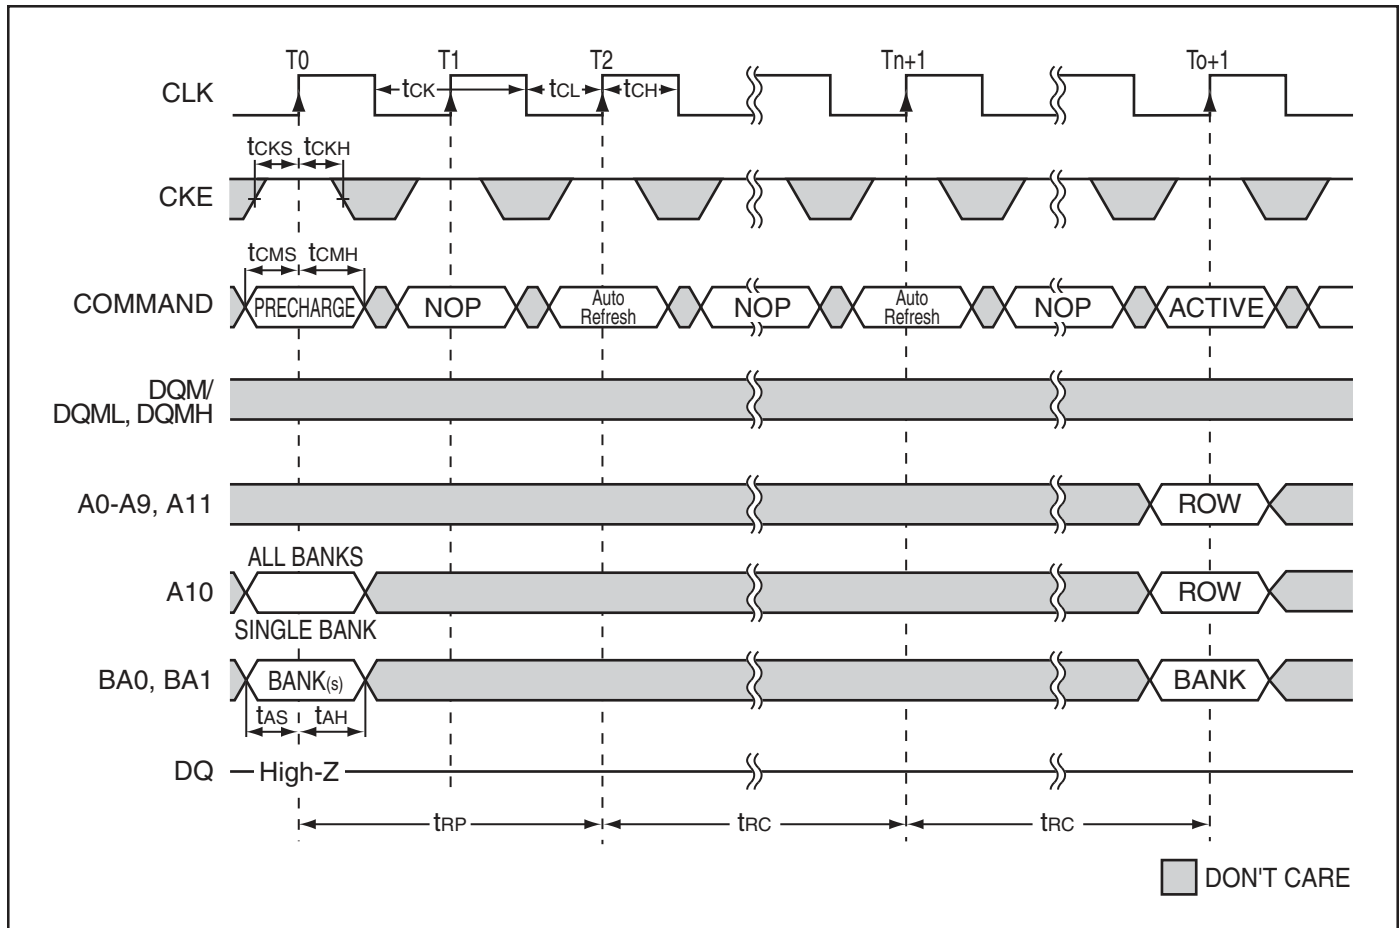 T0 T1 T2 Tn+1 To+1
CLK tCK tCL tCH
tCKS tCKH
CKE
tCMS tCMH
COMMAND PRECHARGE NOP Auto Refresh NOP Auto Refresh NOP ACTIVE
DQM/
DQML, DQMH
A0-A9, A11 ROW
ALL BANKS
A10 ROW
SINGLE BANK
BA0, BA1 BANK(s) BANK
tAS tAH
DQ High-Z
tRP tRC tRC
DON'T CARE